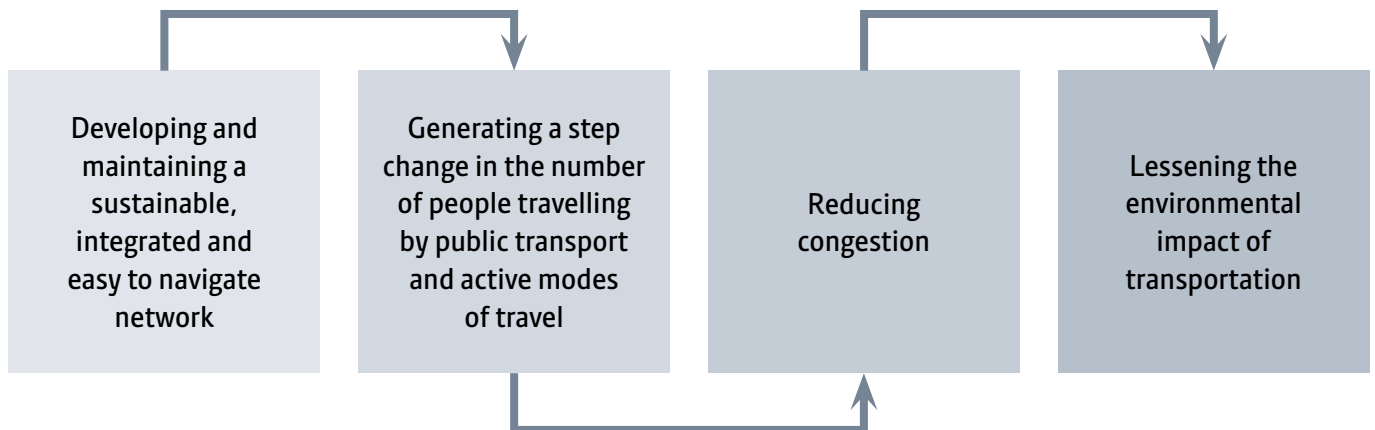 Developing and
maintaining a
sustainable,
integrated and
easy to navigate
network
Generating a step
change in the number
of people travelling
by public transport
and active modes
of travel
Reducing
congestion
Lessening the
environmental
impact of
transportation